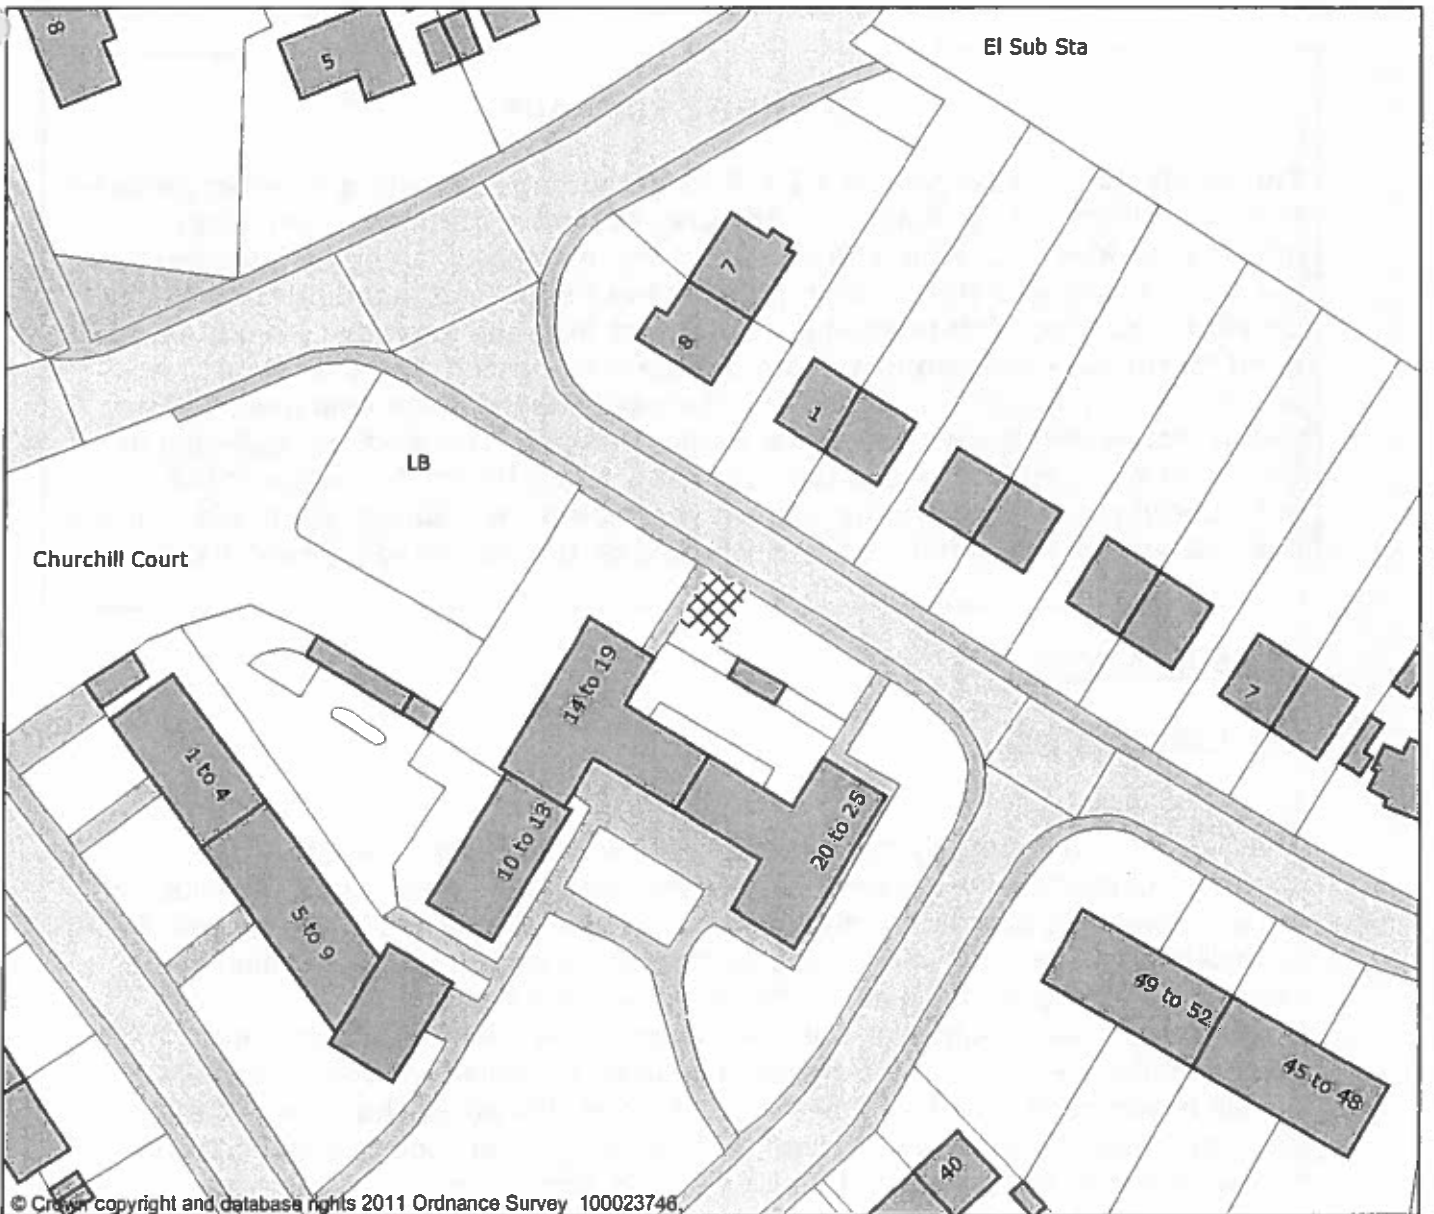 8
5
El Sub Sta
7
8
1
LB
Churchill Court
14 to 19
7
1 to 4
10 to 13
20 to 25
5 to 9
49 to 52
45 to 48
40
© Crown copyright and database rights 2011 Ordnance Survey 100023746,